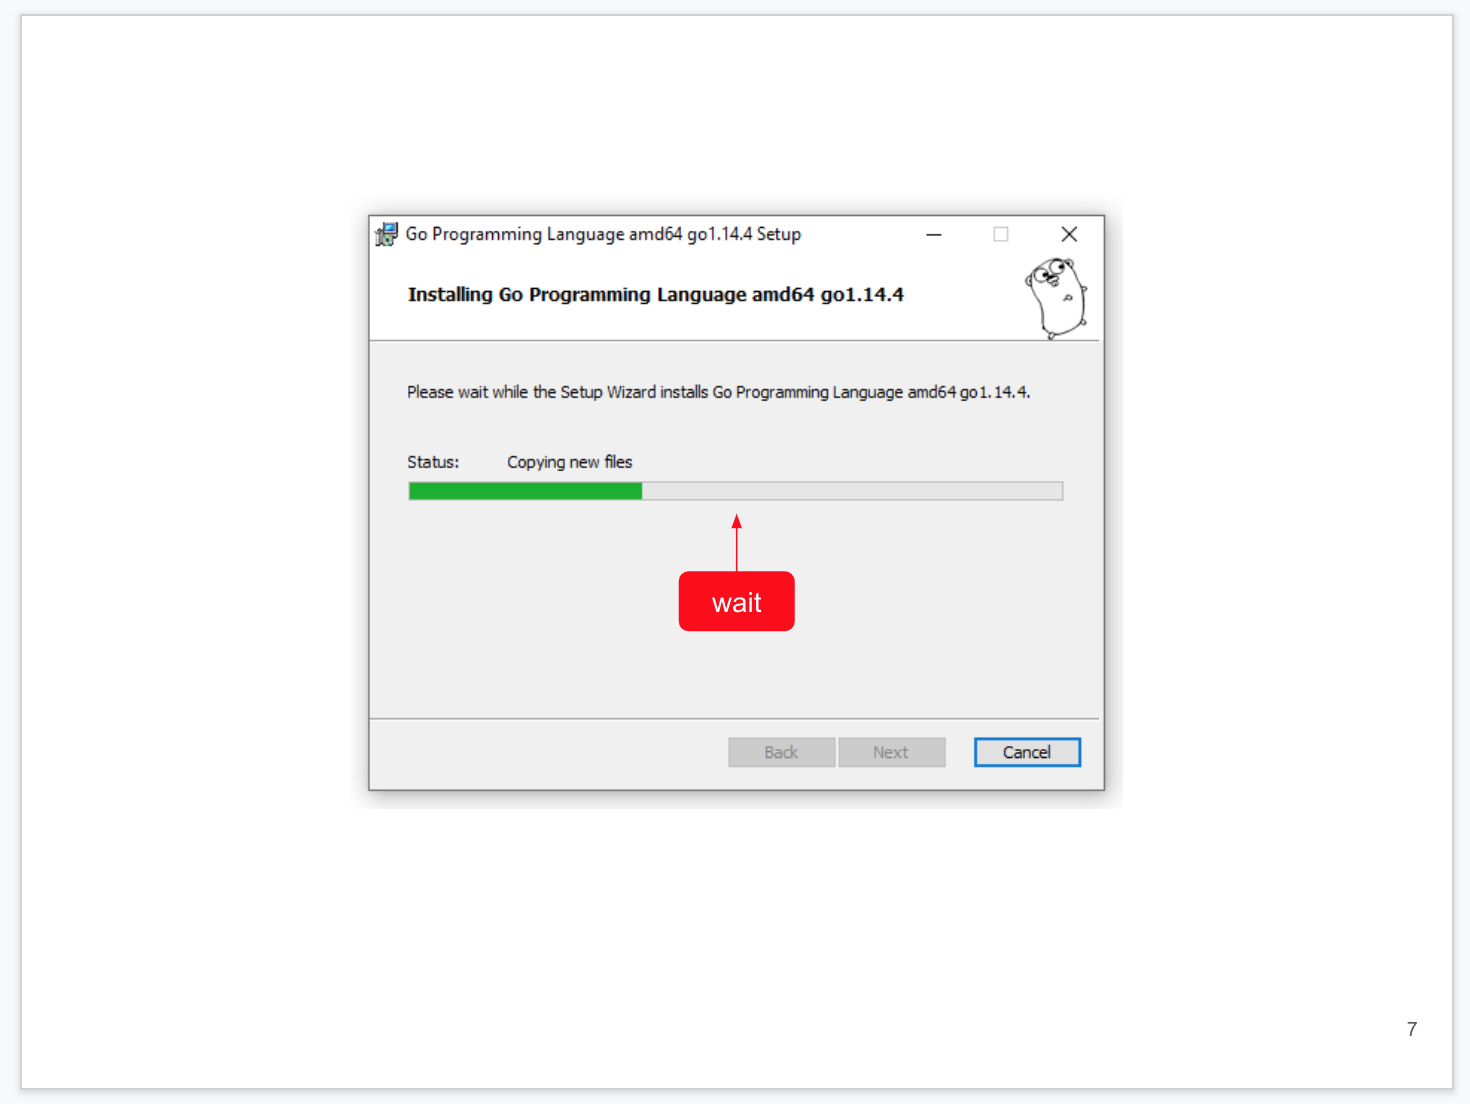 Go Programming Language amd64 go1.14.4 Setup
Installing Go Programming Language amd64 go1.14.4
Please wait while the Setup Wizard installs Go Programming Language amd64 go1.14.4.
Status: Copying new files
wait
Back Next Cancel
7